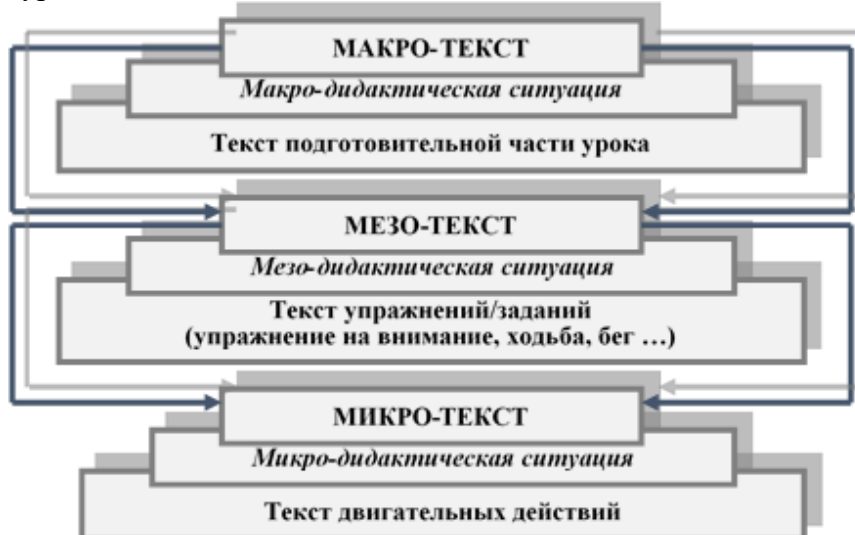 МАКРО-ТЕКСТ
Макро-дидактическая ситуация
Текст подготовительной части урока
МЕЗО-ТЕКСТ
Мезо-дидактическая ситуация
Текст упражнений/заданий
(упражнение на внимание, ходьба, бег …)
МИКРО-ТЕКСТ
Микро-дидактическая ситуация
Текст двигательных действий